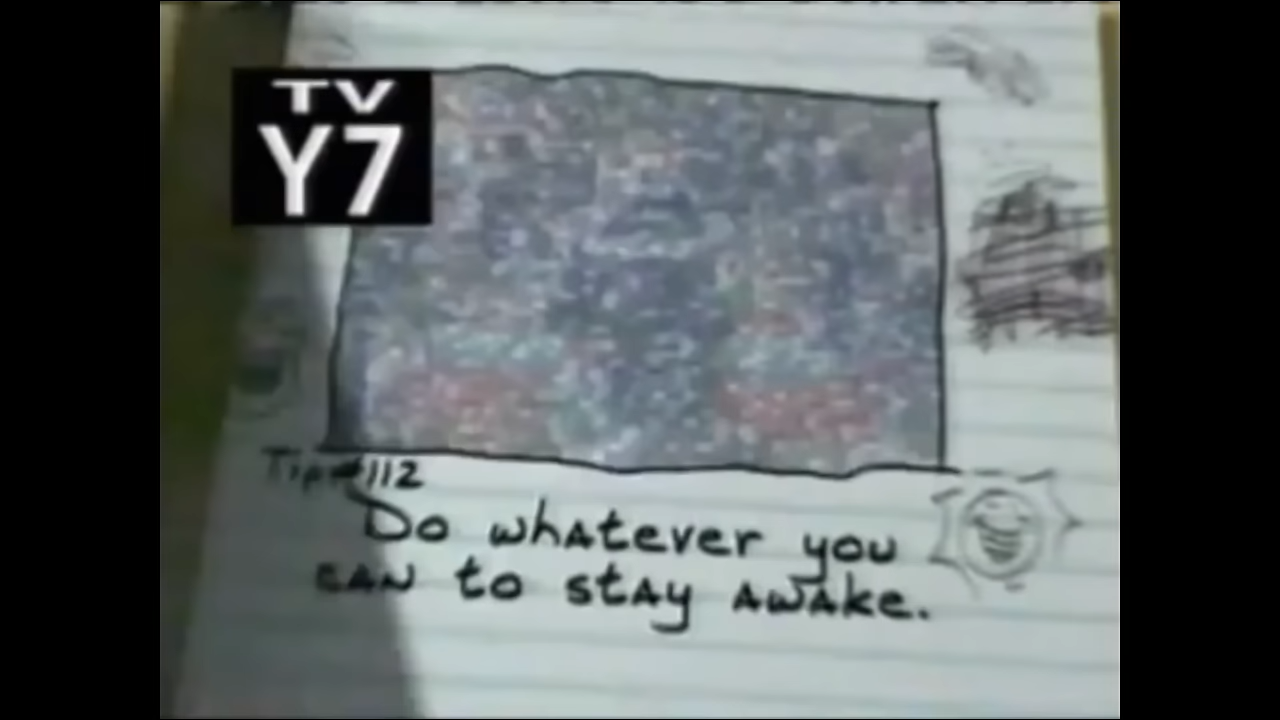 TV
Y7
Tip#112
Do whatever you
can to stay awake.